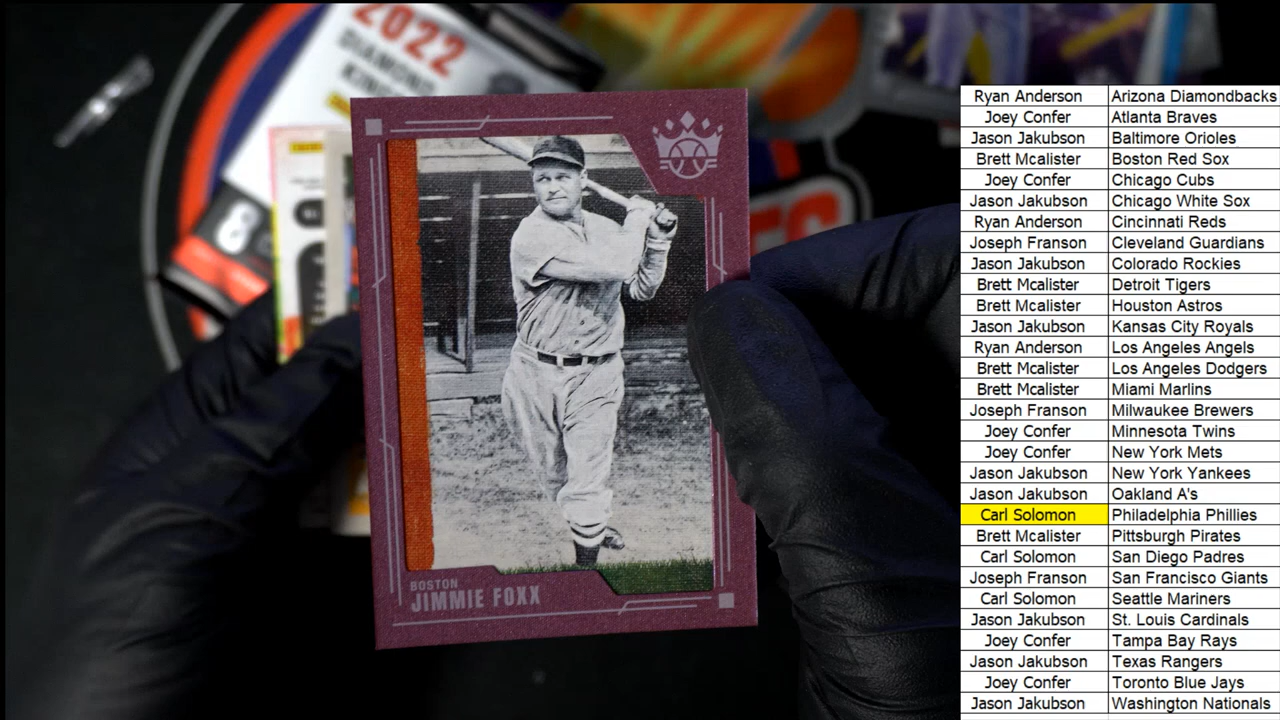 2022
DIAMOND
KINGS
BOSTON
JIMMIE FOXX
Ryan Anderson Arizona Diamondbacks
Joey Confer Atlanta Braves
Jason Jakubson Baltimore Orioles
Brett Mcalister Boston Red Sox
Joey Confer Chicago Cubs
Jason Jakubson Chicago White Sox
Ryan Anderson Cincinnati Reds
Joseph Franson Cleveland Guardians
Jason Jakubson Colorado Rockies
Brett Mcalister Detroit Tigers
Brett Mcalister Houston Astros
Jason Jakubson Kansas City Royals
Ryan Anderson Los Angeles Angels
Brett Mcalister Los Angeles Dodgers
Brett Mcalister Miami Marlins
Joseph Franson Milwaukee Brewers
Joey Confer Minnesota Twins
Joey Confer New York Mets
Jason Jakubson New York Yankees
Jason Jakubson Oakland A's
Carl Solomon Philadelphia Phillies
Brett Mcalister Pittsburgh Pirates
Carl Solomon San Diego Padres
Joseph Franson San Francisco Giants
Carl Solomon Seattle Mariners
Jason Jakubson St. Louis Cardinals
Joey Confer Tampa Bay Rays
Jason Jakubson Texas Rangers
Joey Confer Toronto Blue Jays
Jason Jakubson Washington Nationals